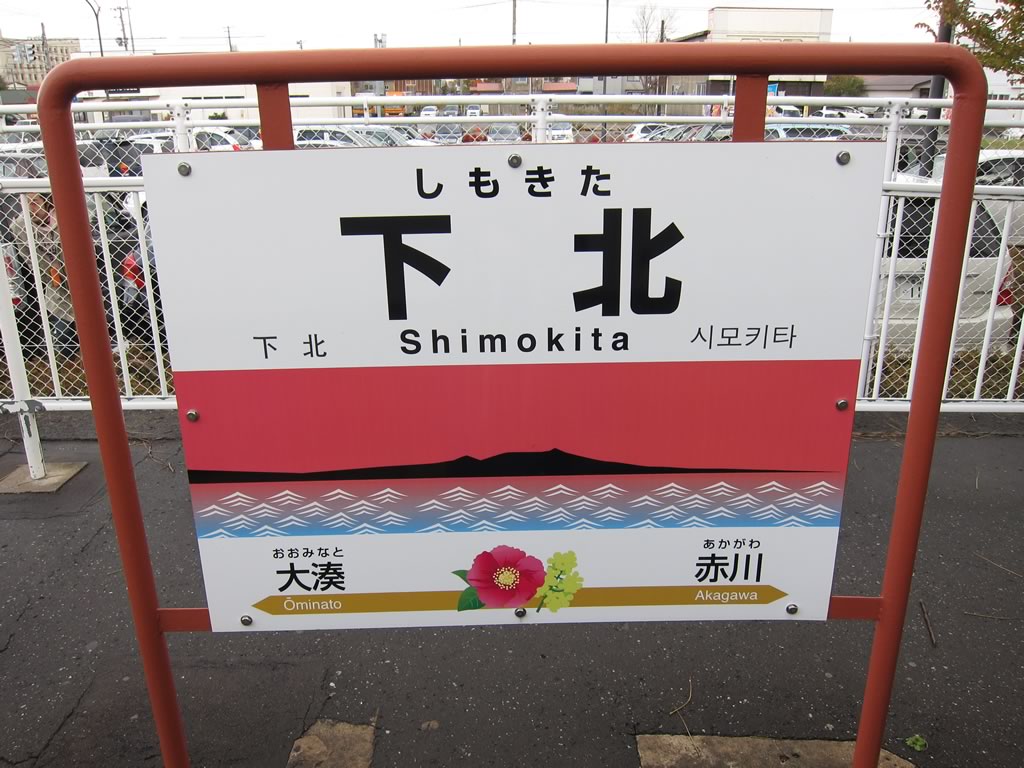 しもきた
下北
下北 Shimokita 시모키타
おおみなと
大湊
Ōminato
あかがわ
赤川
Akagawa